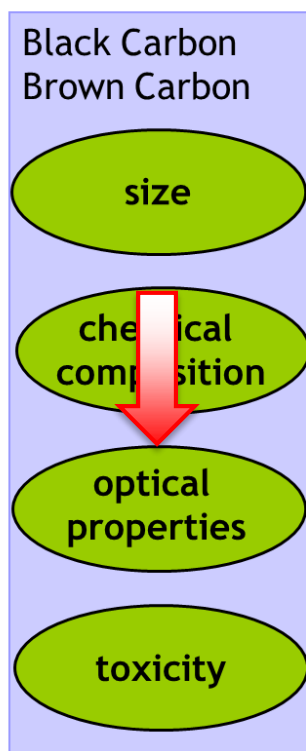 Black Carbon
Brown Carbon
size
chemical
composition
optical
properties
toxicity